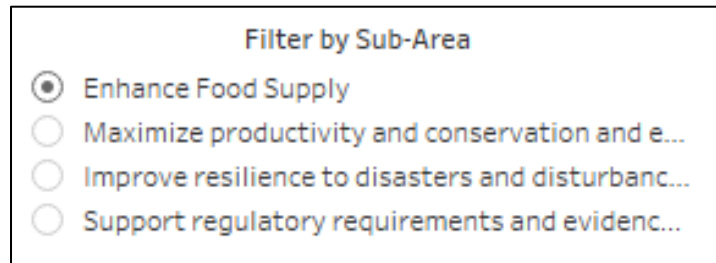 Filter by Sub-Area
Enhance Food Supply
Maximize productivity and conservation and e...
Improve resilience to disasters and disturbanc...
Support regulatory requirements and evidenc...